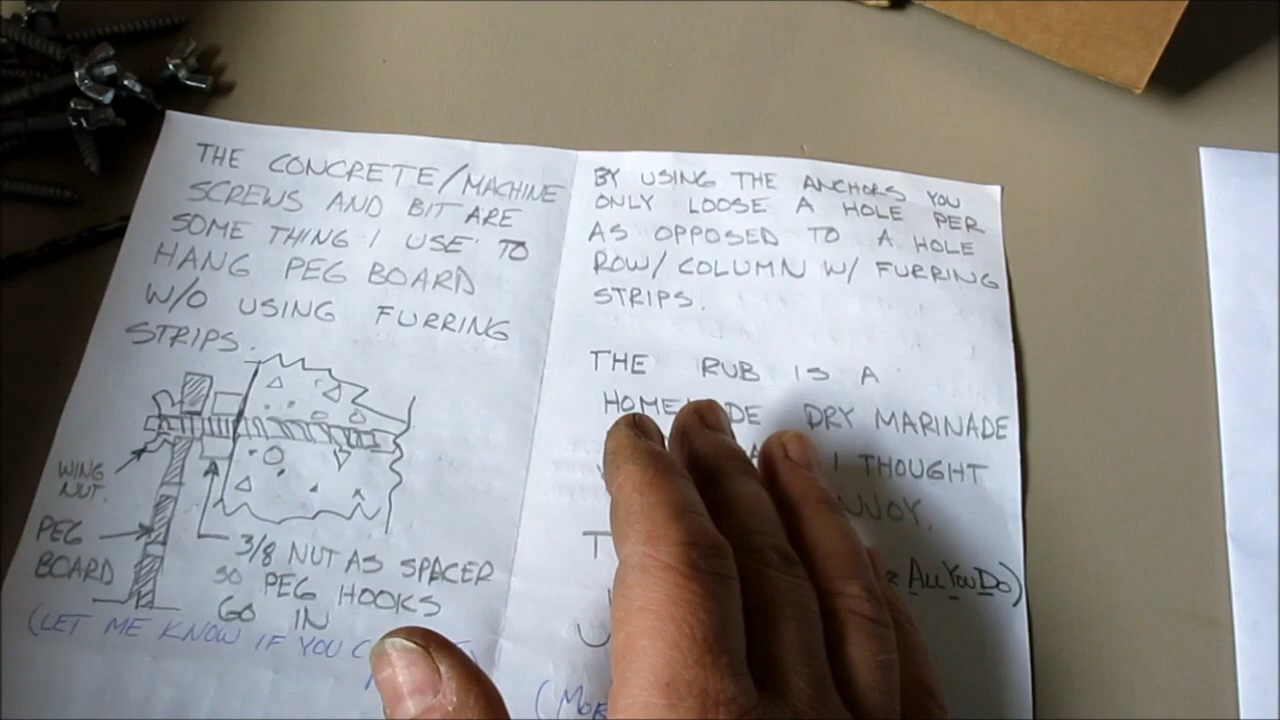 THE CONCRETE/MACHINE
SCREWS AND BIT ARE
SOME THING I USE TO
HANG PEG BOARD
W/O USING FURRING
STRIPS.
WING
NUT.
PEG
BOARD
3/8 NUT AS SPACER
SO PEG HOOKS
GO IN
(LET ME KNOW IF YOU
BY USING THE ANCHORS YOU
ONLY LOOSE A HOLE PER
AS OPPOSED TO A HOLE
ROW/COLUMN W/ FURRING
STRIPS.
THE RUB IS A
DRY MARINADE
I THOUGHT
ALL YOU DO)